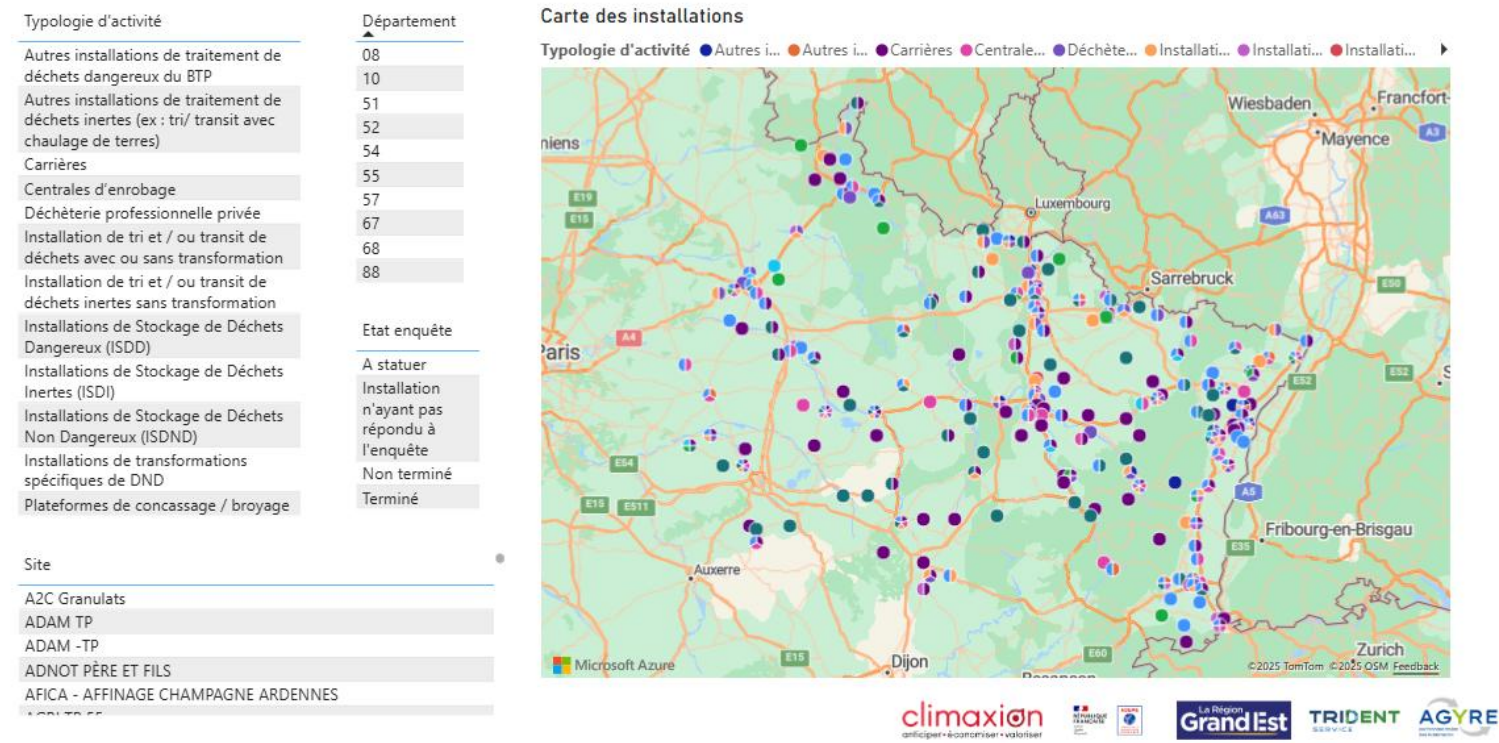 Typologie d'activité
Autres installations de traitement de
déchets dangereux du BTP
Autres installations de traitement de
déchets inertes (ex : tri/ transit avec
chaulage de terres)
Carrières
Centrales d'enrobage
Déchèterie professionnelle privée
Installation de tri et / ou transit de
déchets avec ou sans transformation
Installation de tri et / ou transit de
déchets inertes sans transformation
Installations de Stockage de Déchets
Dangereux (ISDD)
Installations de Stockage de Déchets
Inertes (ISDI)
Installations de Stockage de Déchets
Non Dangereux (ISDND)
Installations de transformations
spécifiques de DND
Plateformes de concassage / broyage
Département
08
10
51
52
54
55
57
67
68
88
Etat enquête
A statuer
Installation
n'ayant pas
répondu à
l'enquête
Non terminé
Terminé
Site
A2C Granulats
ADAM TP
ADAM -TP
ADNOT PÈRE ET FILS
AFICA - AFFINAGE CHAMPAGNE ARDENNES
Carte des installations
Typologie d'activité Autres i... Autres i... Carrières Centrale... Déchète... Installati... Installati... Installati...
Wiesbaden
Francfort-
Mayence
A3
niens
E19
E15
Luxembourg
A63
Sarrebruck
E50
A4
Paris
E52
E52
S
E54
E15
E511
A5
Fribourg-en-Brisgau
E35
Auxerre
Zurich
Microsoft Azure
E15
Dijon
E60
©2025 TomTom ©2025 OSM Feedback
climaxion
anticiper • économiser • valoriser
RÉPUBLIQUE
FRANÇAISE
ADEME
La Région
Grand Est
TRIDENT
SERVICE
AGYRE